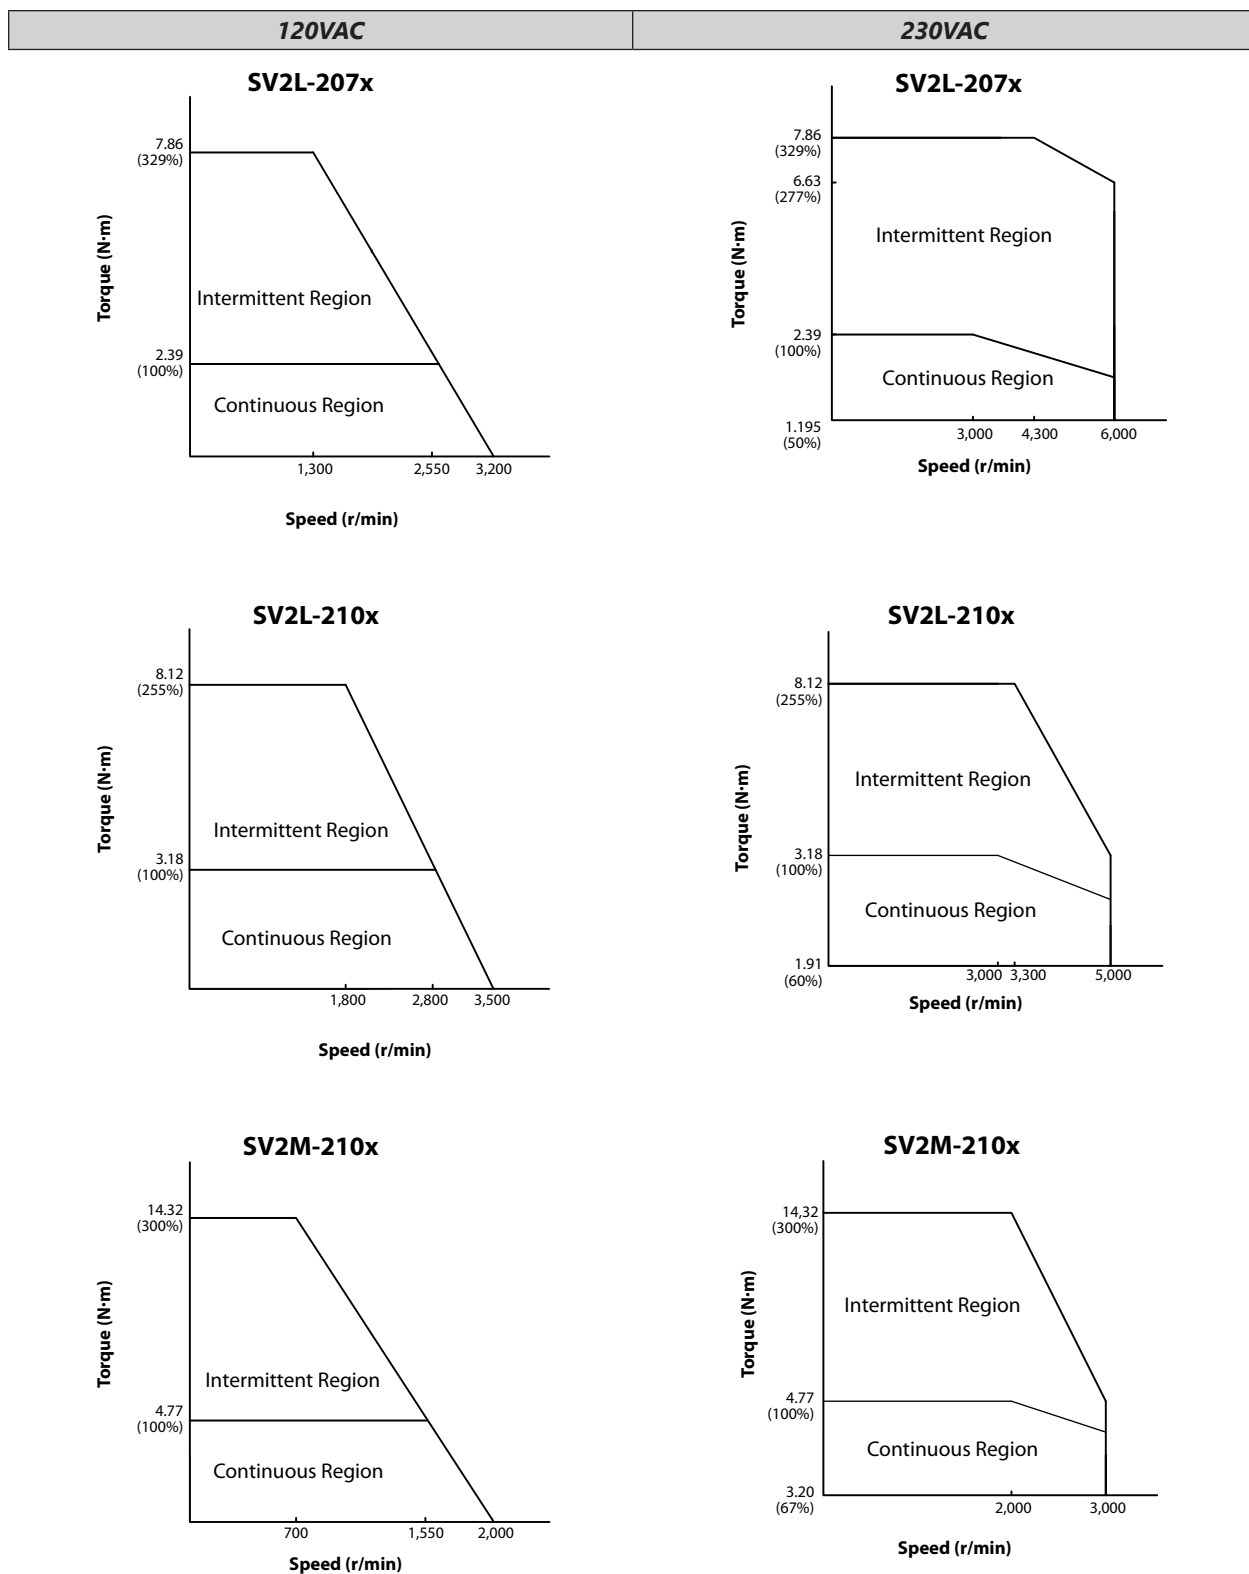 120VAC
230VAC
SV2L-207x
7.86
(329%)
Torque (N·m)
Intermittent Region
2.39
(100%)
Continuous Region
1,300
2,550
3,200
Speed (r/min)
SV2L-207x
7.86
(329%)
6.63
(277%)
Torque (N·m)
Intermittent Region
2.39
(100%)
Continuous Region
1.195
(50%)
3,000
4,300
6,000
Speed (r/min)
SV2L-210x
8.12
(255%)
Torque (N·m)
Intermittent Region
3.18
(100%)
Continuous Region
1,800
2,800
3,500
Speed (r/min)
SV2L-210x
8.12
(255%)
Torque (N·m)
Intermittent Region
3.18
(100%)
Continuous Region
1.91
(60%)
3,000
3,300
5,000
Speed (r/min)
SV2M-210x
14.32
(300%)
Torque (N·m)
Intermittent Region
4.77
(100%)
Continuous Region
700
1,550
2,000
Speed (r/min)
SV2M-210x
14,32
(300%)
Torque (N·m)
Intermittent Region
4.77
(100%)
Continuous Region
3.20
(67%)
2,000
3,000
Speed (r/min)